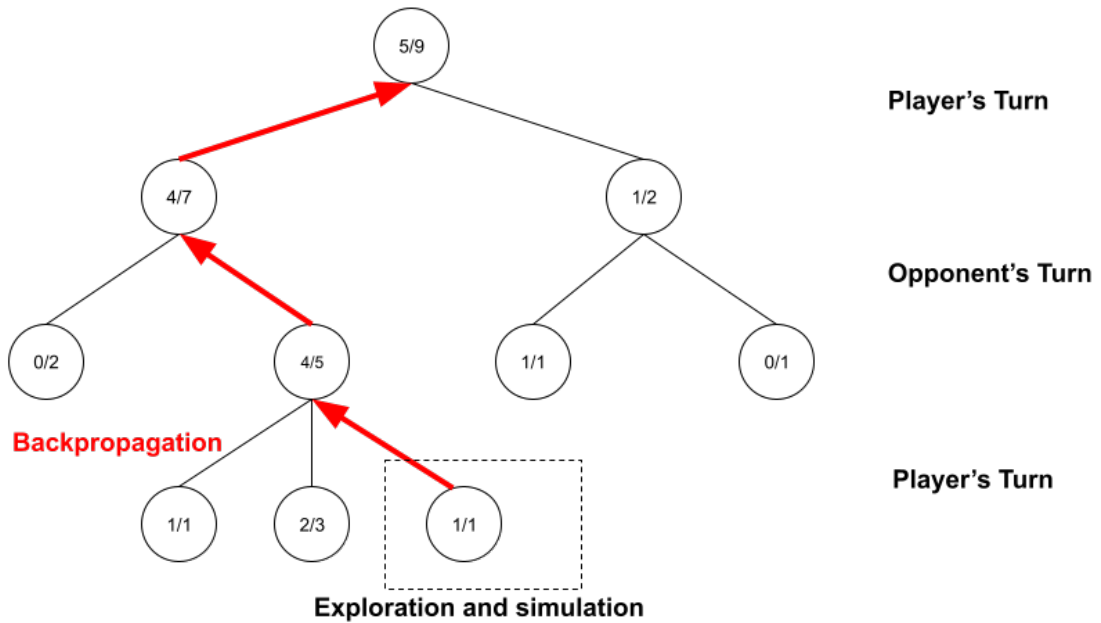 5/9
Player’s Turn
4/7
1/2
Opponent’s Turn
0/2
4/5
1/1
0/1
Backpropagation
Player’s Turn
1/1
2/3
1/1
Exploration and simulation